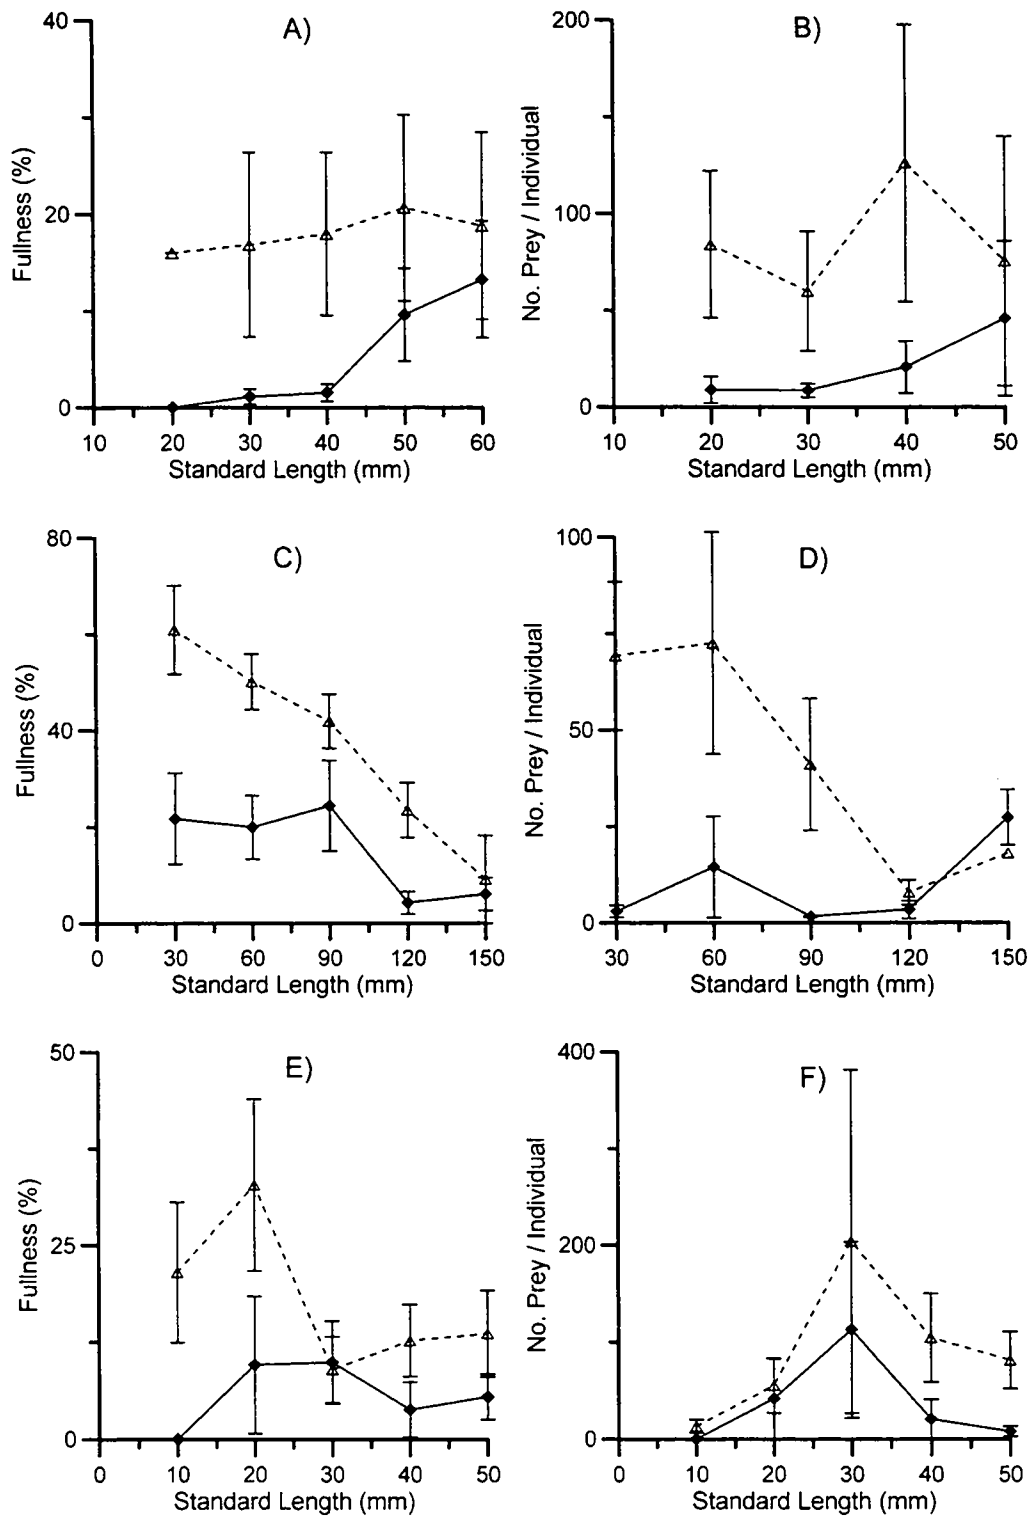 A)
Fullness (%)
40
20
0
10 20 30 40 50 60
Standard Length (mm)
B)
No. Prey / Individual
200
100
0
10 20 30 40 50
Standard Length (mm)
C)
Fullness (%)
80
40
0
0 30 60 90 120 150
Standard Length (mm)
D)
No. Prey / Individual
100
50
0
30 60 90 120 150
Standard Length (mm)
E)
Fullness (%)
50
25
0
0 10 20 30 40 50
Standard Length (mm)
F)
No. Prey / Individual
400
200
0
0 10 20 30 40 50
Standard Length (mm)